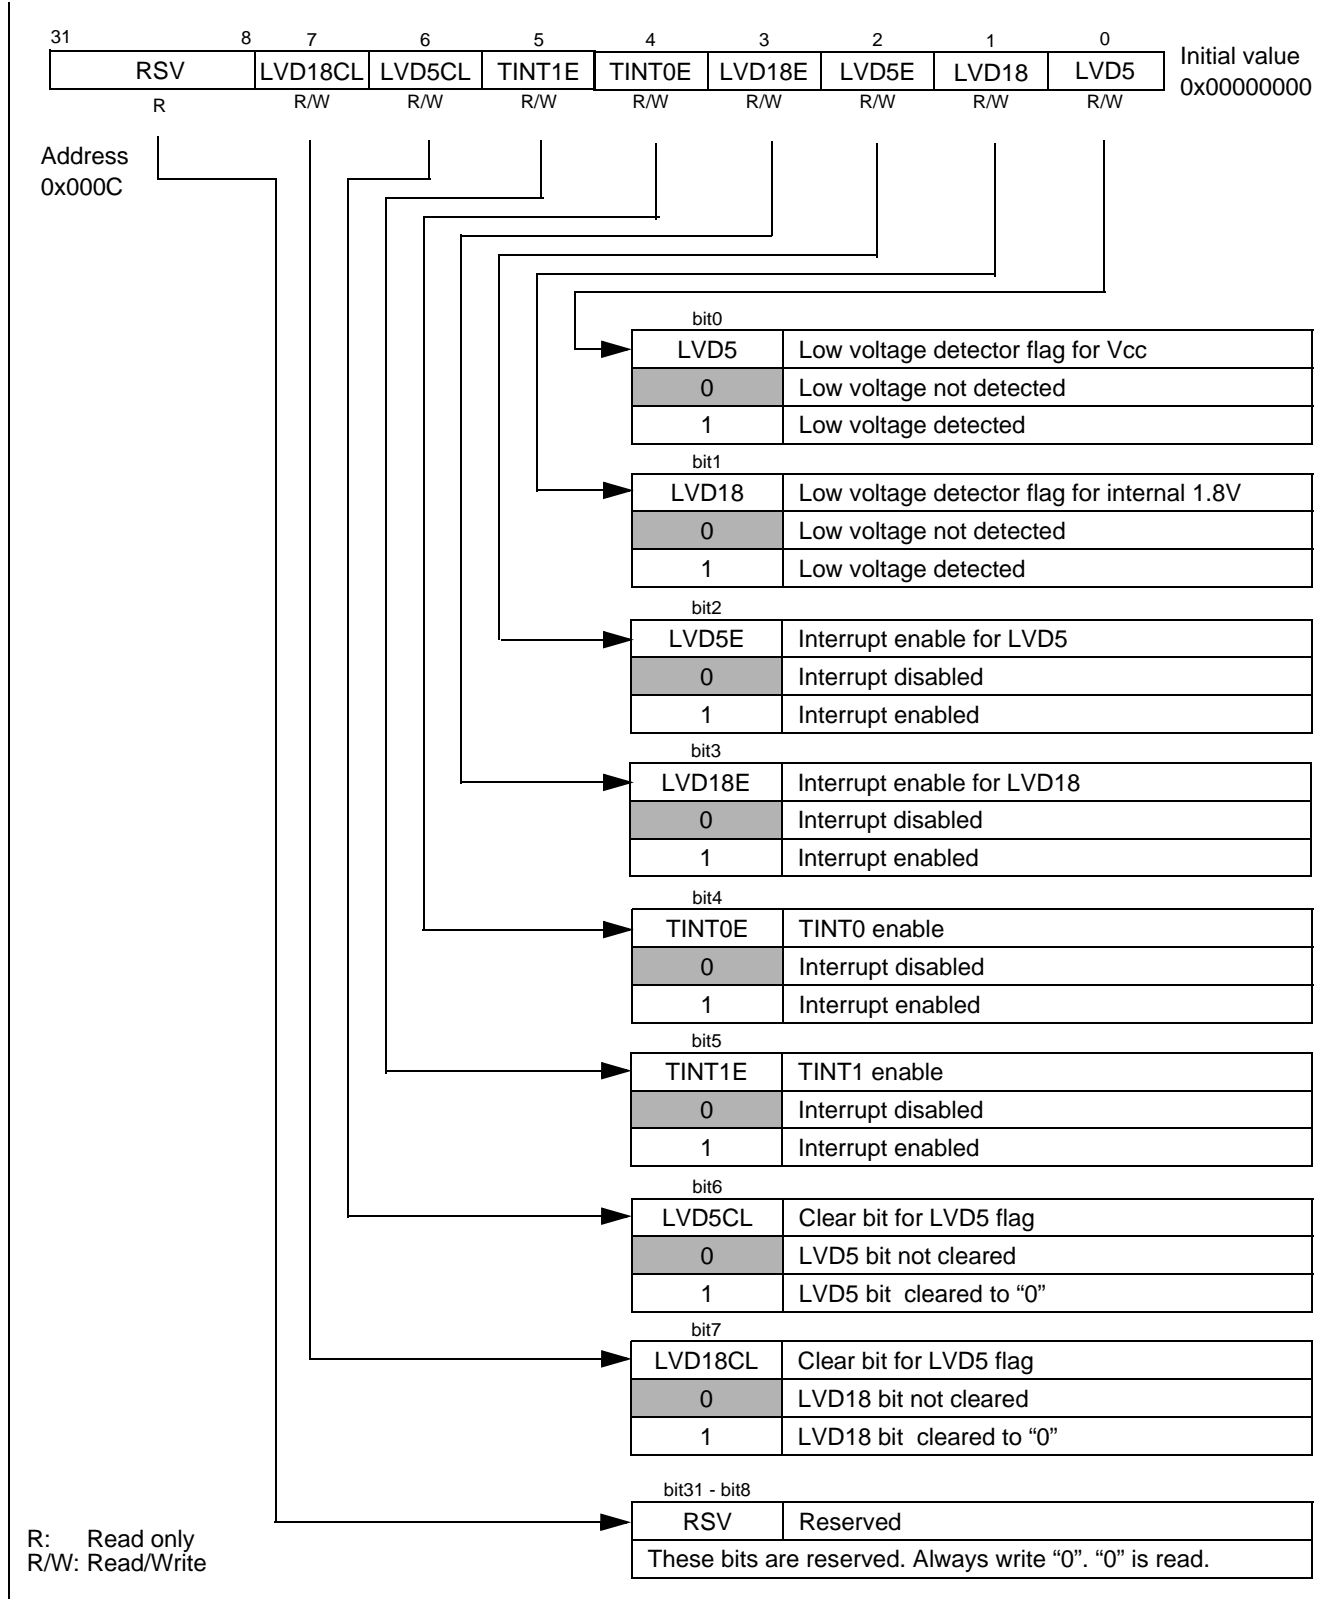 31 8 7 6 5 4 3 2 1 0
RSV LVD18CL LVD5CL TINT1E TINT0E LVD18E LVD5E LVD18 LVD5 Initial value
R R/W R/W R/W R/W R/W R/W R/W R/W 0x00000000
Address
0x000C
bit0
LVD5 Low voltage detector flag for Vcc
0 Low voltage not detected
1 Low voltage detected
bit1
LVD18 Low voltage detector flag for internal 1.8V
0 Low voltage not detected
1 Low voltage detected
bit2
LVD5E Interrupt enable for LVD5
0 Interrupt disabled
1 Interrupt enabled
bit3
LVD18E Interrupt enable for LVD18
0 Interrupt disabled
1 Interrupt enabled
bit4
TINT0E TINT0 enable
0 Interrupt disabled
1 Interrupt enabled
bit5
TINT1E TINT1 enable
0 Interrupt disabled
1 Interrupt enabled
bit6
LVD5CL Clear bit for LVD5 flag
0 LVD5 bit not cleared
1 LVD5 bit cleared to “0”
bit7
LVD18CL Clear bit for LVD5 flag
0 LVD18 bit not cleared
1 LVD18 bit cleared to “0”
bit31 - bit8
RSV Reserved
These bits are reserved. Always write “0”. “0” is read.
R: Read only
R/W: Read/Write